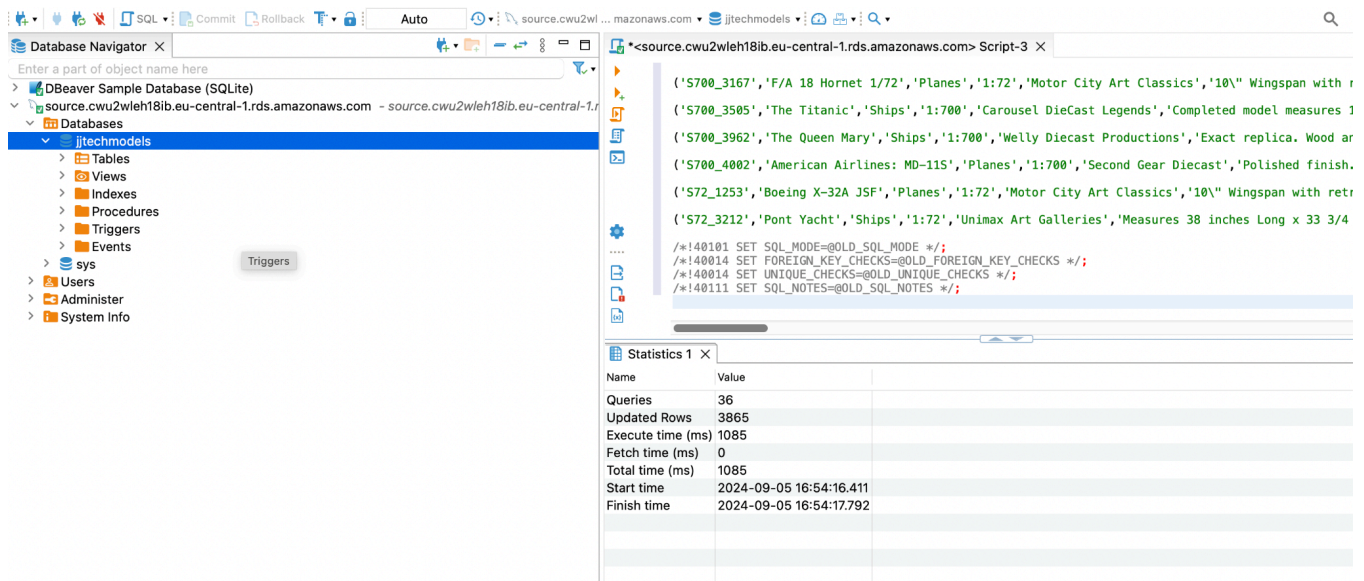 SQL Commit Rollback Auto source.cwu2wl ... mazonaws.com jjtechmodels
Database Navigator
Enter a part of object name here
DBeaver Sample Database (SQLite)
source.cwu2wleh18ib.eu-central-1.rds.amazonaws.com - source.cwu2wleh18ib.eu-central-1.r
Databases
jjtechmodels
Tables
Views
Indexes
Procedures
Triggers
Events
Triggers
sys
Users
Administer
System Info
*<source.cwu2wleh18ib.eu-central-1.rds.amazonaws.com> Script-3
('S700_3167','F/A 18 Hornet 1/72','Planes','1:72','Motor City Art Classics','10\" Wingspan with r
('S700_3505','The Titanic','Ships','1:700','Carousel DieCast Legends','Completed model measures 1
('S700_3962','The Queen Mary','Ships','1:700','Welly Diecast Productions','Exact replica. Wood an
('S700_4002','American Airlines: MD-11S','Planes','1:700','Second Gear Diecast','Polished finish.
('S72_1253','Boeing X-32A JSF','Planes','1:72','Motor City Art Classics','10\" Wingspan with retr
('S72_3212','Pont Yacht','Ships','1:72','Unimax Art Galleries','Measures 38 inches Long x 33 3/4
/*!40101 SET SQL_MODE=@OLD_SQL_MODE */;
/*!40014 SET FOREIGN_KEY_CHECKS=@OLD_FOREIGN_KEY_CHECKS */;
/*!40014 SET UNIQUE_CHECKS=@OLD_UNIQUE_CHECKS */;
/*!40111 SET SQL_NOTES=@OLD_SQL_NOTES */;
Statistics 1
Name Value
Queries 36
Updated Rows 3865
Execute time (ms) 1085
Fetch time (ms) 0
Total time (ms) 1085
Start time 2024-09-05 16:54:16.411
Finish time 2024-09-05 16:54:17.792